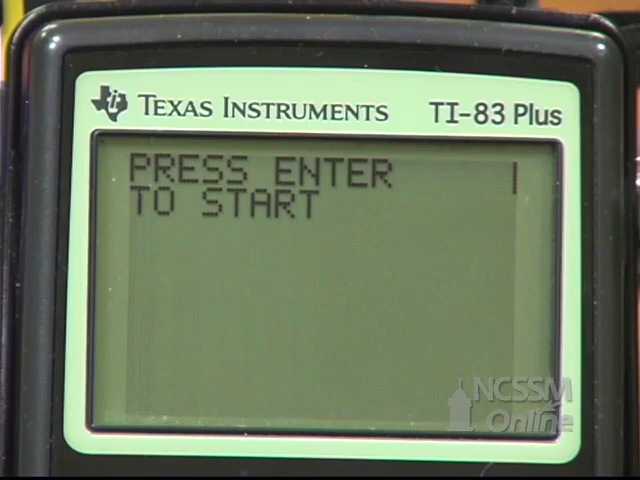 TEXAS INSTRUMENTS TI-83 Plus
PRESS ENTER
TO START
NCSSM
Online